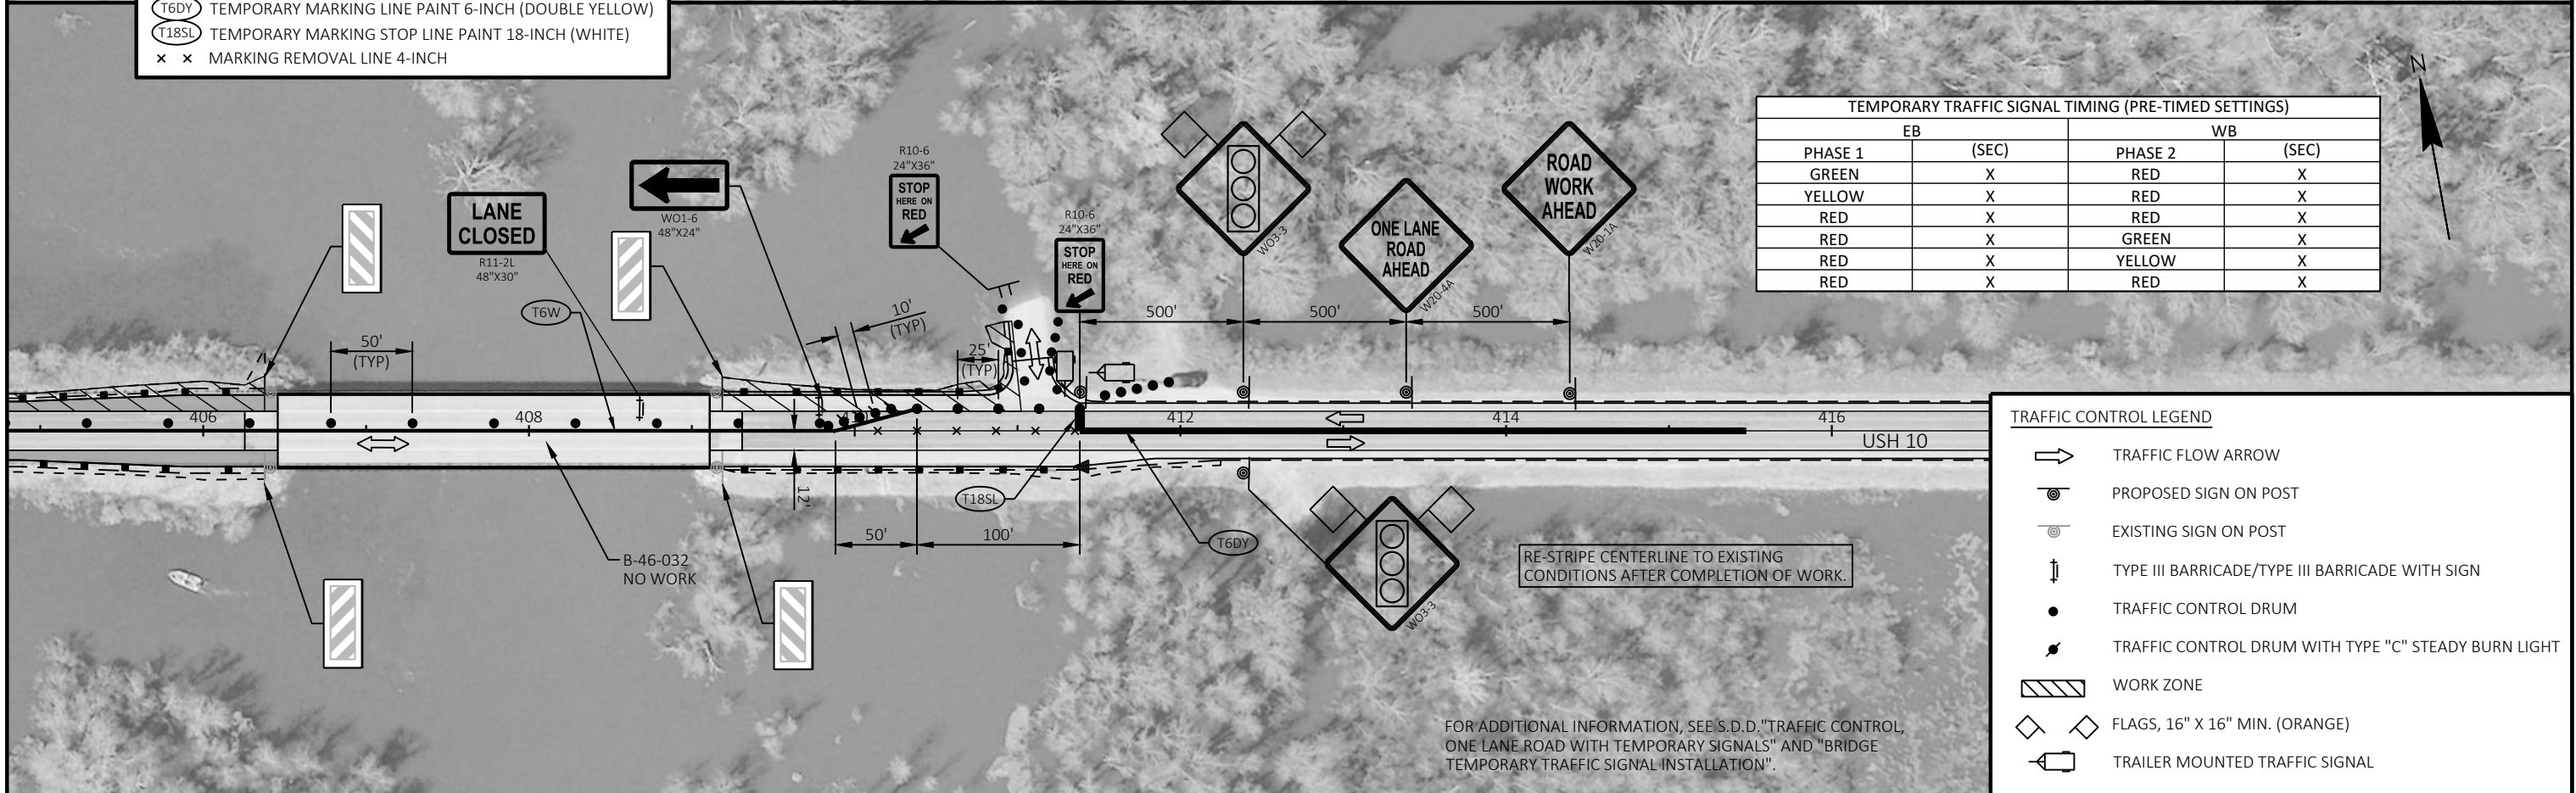 T6DY TEMPORARY MARKING LINE PAINT 6-INCH (DOUBLE YELLOW)
T18SL TEMPORARY MARKING STOP LINE PAINT 18-INCH (WHITE)
× × MARKING REMOVAL LINE 4-INCH
LANE
CLOSED
R11-2L
48"X30"
WO1-6
48"X24"
R10-6
24"X36"
STOP
HERE ON
RED
R10-6
24"X36"
STOP
HERE ON
RED
WO3-3
ONE LANE
ROAD
AHEAD
W20-4A
ROAD
WORK
AHEAD
W20-1A
TEMPORARY TRAFFIC SIGNAL TIMING (PRE-TIMED SETTINGS)
EB WB
PHASE 1 (SEC) PHASE 2 (SEC)
GREEN X RED X
YELLOW X RED X
RED X RED X
RED X GREEN X
RED X YELLOW X
RED X RED X
N
T6W
50'
(TYP)
10'
(TYP)
25'
(TYP)
500' 500' 500'
406 408 412 414 416
USH 10
12'
50' 100'
T18SL
T6DY
B-46-032
NO WORK
WO3-3
RE-STRIPE CENTERLINE TO EXISTING
CONDITIONS AFTER COMPLETION OF WORK.
FOR ADDITIONAL INFORMATION, SEE S.D.D."TRAFFIC CONTROL,
ONE LANE ROAD WITH TEMPORARY SIGNALS" AND "BRIDGE
TEMPORARY TRAFFIC SIGNAL INSTALLATION".
TRAFFIC CONTROL LEGEND
TRAFFIC FLOW ARROW
PROPOSED SIGN ON POST
EXISTING SIGN ON POST
TYPE III BARRICADE/TYPE III BARRICADE WITH SIGN
TRAFFIC CONTROL DRUM
TRAFFIC CONTROL DRUM WITH TYPE "C" STEADY BURN LIGHT
WORK ZONE
FLAGS, 16" X 16" MIN. (ORANGE)
TRAILER MOUNTED TRAFFIC SIGNAL